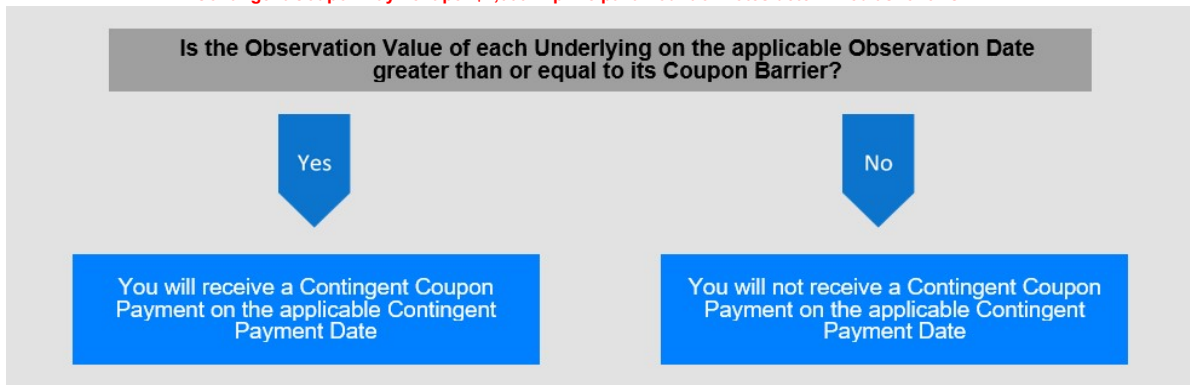 Is the Observation Value of each Underlying on the applicable Observation Date
greater than or equal to its Coupon Barrier?
Yes
No
You will receive a Contingent Coupon
Payment on the applicable Contingent
Payment Date
You will not receive a Contingent Coupon
Payment on the applicable Contingent
Payment Date